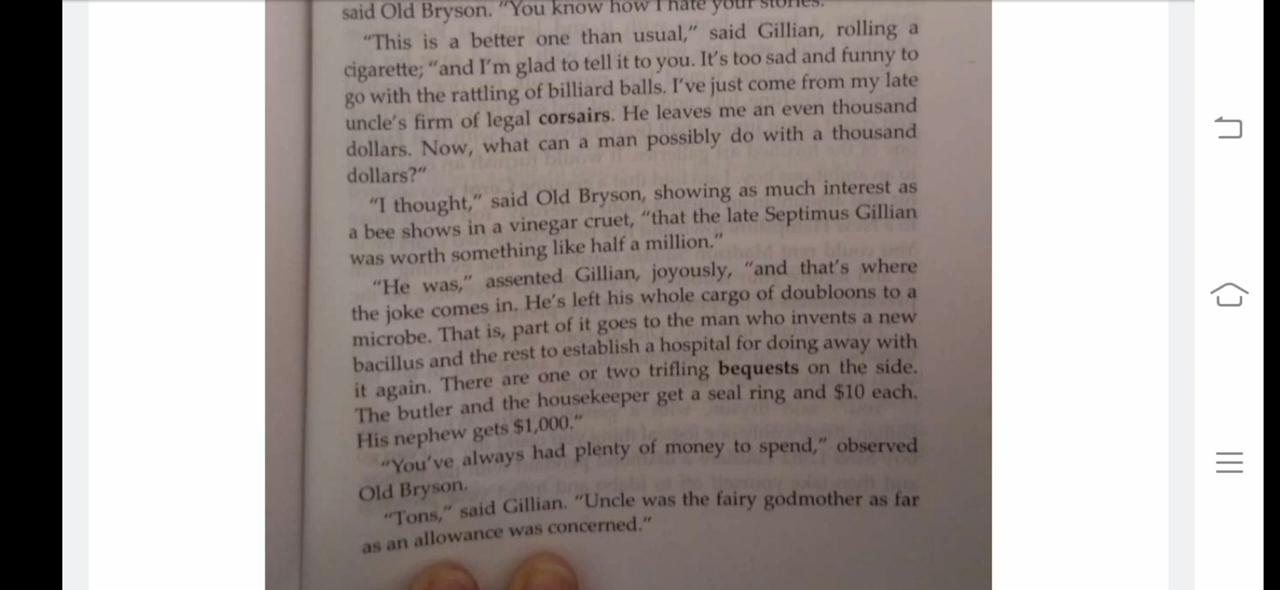 said Old Bryson. "You know how I hate your stories."
"This is a better one than usual," said Gillian, rolling a
cigarette; "and I'm glad to tell it to you. It's too sad and funny to
go with the rattling of billiard balls. I've just come from my late
uncle's firm of legal corsairs. He leaves me an even thousand
dollars. Now, what can a man possibly do with a thousand
dollars?"
"I thought," said Old Bryson, showing as much interest as
a bee shows in a vinegar cruet, "that the late Septimus Gillian
was worth something like half a million."
"He was," assented Gillian, joyously, "and that's where
the joke comes in. He's left his whole cargo of doubloons to a
microbe. That is, part of it goes to the man who invents a new
bacillus and the rest to establish a hospital for doing away with
it again. There are one or two trifling bequests on the side.
The butler and the housekeeper get a seal ring and $10 each.
His nephew gets $1,000."
"You've always had plenty of money to spend," observed
Old Bryson.
"Tons," said Gillian. "Uncle was the fairy godmother as far
as an allowance was concerned."